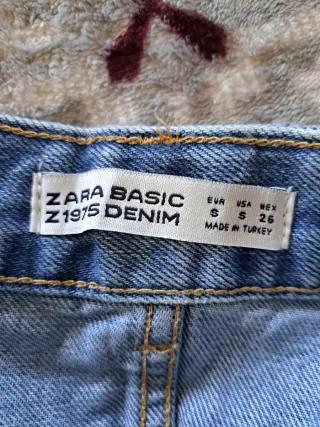 ZARA BASIC
Z1975 DENIM
EUR USA MEX
S S 26
MADE IN TURKEY